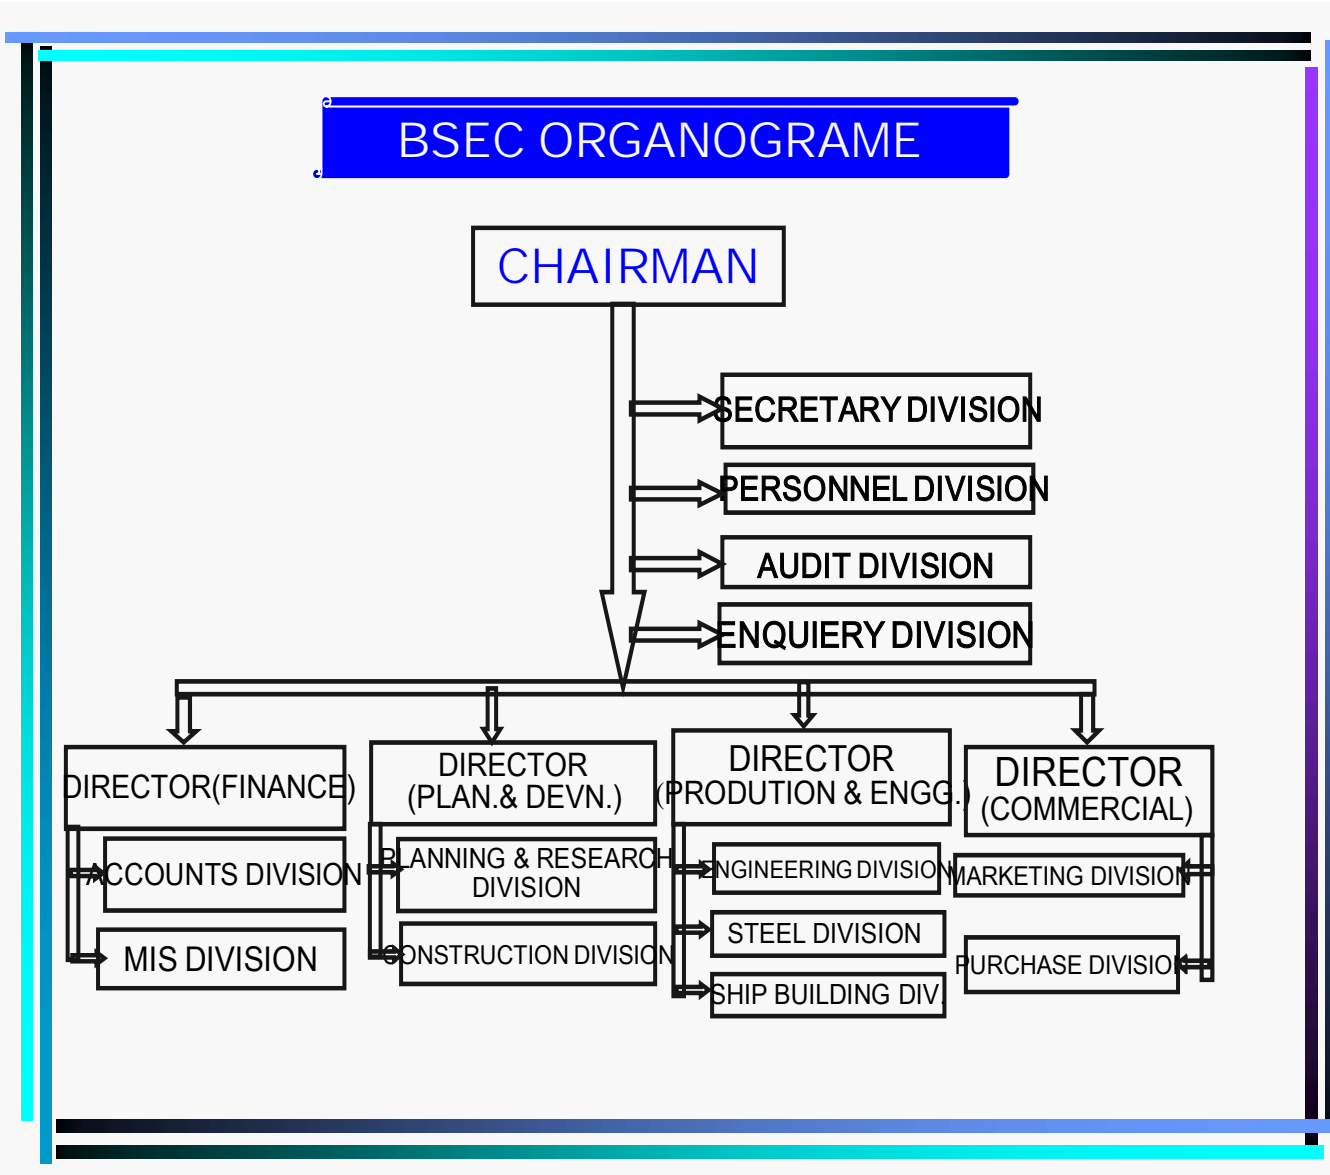 BSEC ORGANOGRAME
CHAIRMAN
SECRETARY DIVISION
PERSONNEL DIVISION
AUDIT DIVISION
ENQUIERY DIVISION
DIRECTOR(FINANCE)
ACCOUNTS DIVISION
MIS DIVISION
DIRECTOR
(PLAN.& DEVN.)
PLANNING & RESEARCH
DIVISION
CONSTRUCTION DIVISION
DIRECTOR
(PRODUTION & ENGG.)
ENGINEERING DIVISION
STEEL DIVISION
SHIP BUILDING DIV.
DIRECTOR
(COMMERCIAL)
MARKETING DIVISION
PURCHASE DIVISION